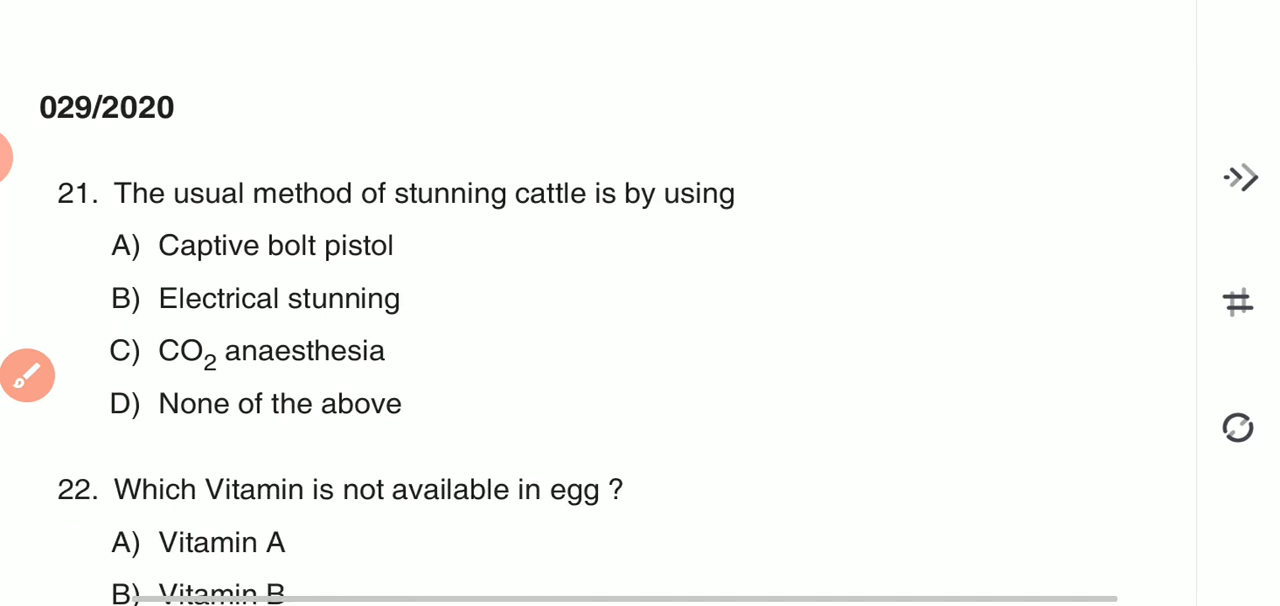 029/2020
21. The usual method of stunning cattle is by using
A) Captive bolt pistol
B) Electrical stunning
C) CO2 anaesthesia
D) None of the above
22. Which Vitamin is not available in egg ?
A) Vitamin A
B) Vitamin B